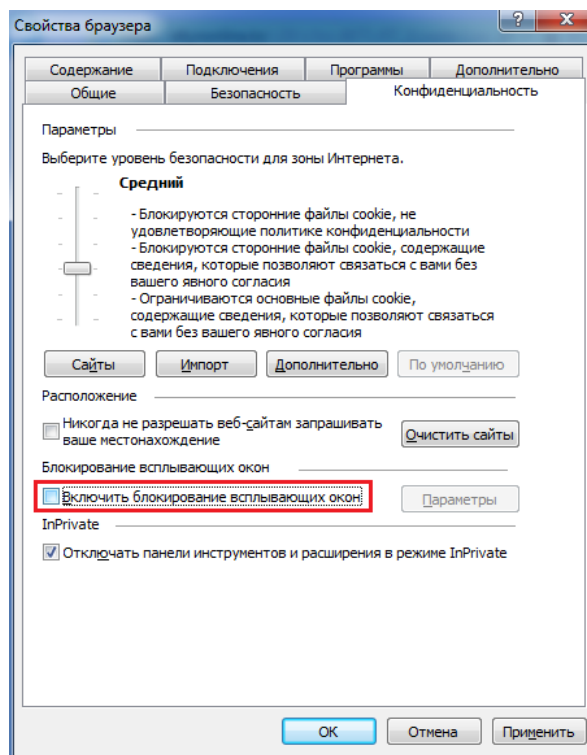 Свойства браузера
?
X
Содержание Подключения Программы Дополнительно
Общие Безопасность Конфиденциальность
Параметры
Выберите уровень безопасности для зоны Интернета.
Средний
- Блокируются сторонние файлы cookie, не
удовлетворяющие политике конфиденциальности
- Блокируются сторонние файлы cookie, содержащие
сведения, которые позволяют связаться с вами без
вашего явного согласия
- Ограничиваются основные файлы cookie,
содержащие сведения, которые позволяют связаться
с вами без вашего явного согласия
Сайты Импорт Дополнительно По умолчанию
Расположение
Никогда не разрешать веб-сайтам запрашивать
ваше местонахождение
Очистить сайты
Блокирование всплывающих окон
Включить блокирование всплывающих окон Параметры
InPrivate
Отключать панели инструментов и расширения в режиме InPrivate
ОК Отмена Применить